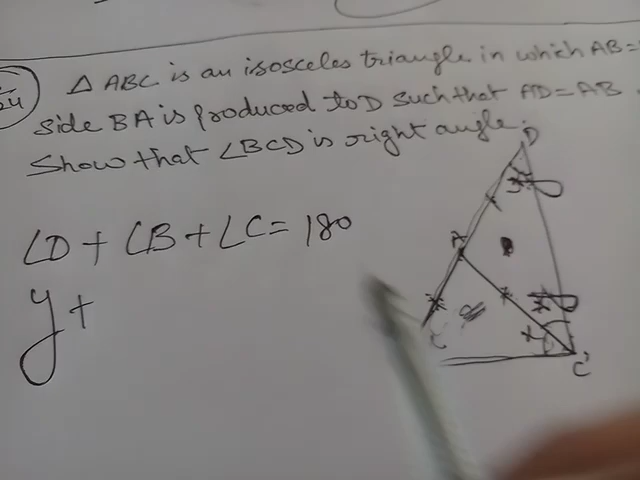 24
△ ABC is an isosceles triangle in which AB =
side BA is produced to D such that AD = AB.
Show that ∠BCD is right angle.
D
∠D + ∠B + ∠C = 180
A
y +
x
C